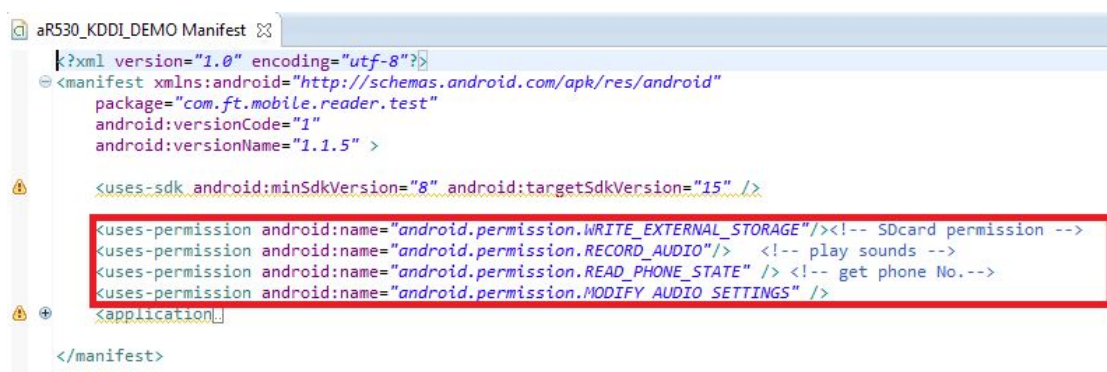 aR530_KDDI_DEMO Manifest
<?xml version="1.0" encoding="utf-8"?>
<manifest xmlns:android="http://schemas.android.com/apk/res/android"
package="com.ft.mobile.reader.test"
android:versionCode="1"
android:versionName="1.1.5" >
<uses-sdk android:minSdkVersion="8" android:targetSdkVersion="15" />
<uses-permission android:name="android.permission.WRITE_EXTERNAL_STORAGE"/><!-- SDcard permission -->
<uses-permission android:name="android.permission.RECORD_AUDIO"/> <!-- play sounds -->
<uses-permission android:name="android.permission.READ_PHONE_STATE" /> <!-- get phone No.-->
<uses-permission android:name="android.permission.MODIFY_AUDIO_SETTINGS" />
<application..
</manifest>